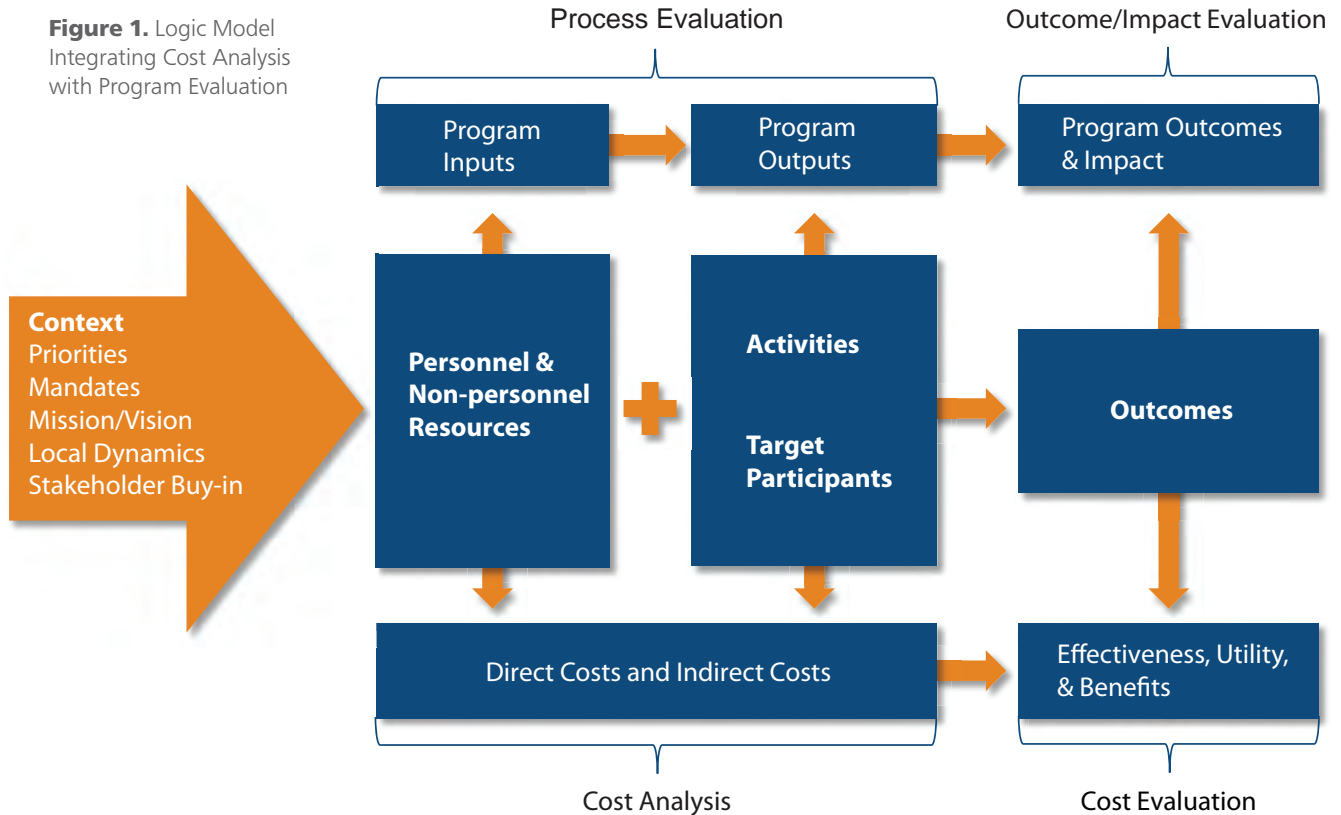 Figure 1. Logic Model
Integrating Cost Analysis
with Program Evaluation
Process Evaluation
Outcome/Impact Evaluation
Program
Inputs
Program
Outputs
Program Outcomes
& Impact
Context
Priorities
Mandates
Mission/Vision
Local Dynamics
Stakeholder Buy-in
Personnel &
Non-personnel
Resources
Activities
Target
Participants
Outcomes
Direct Costs and Indirect Costs
Effectiveness, Utility,
& Benefits
Cost Analysis
Cost Evaluation